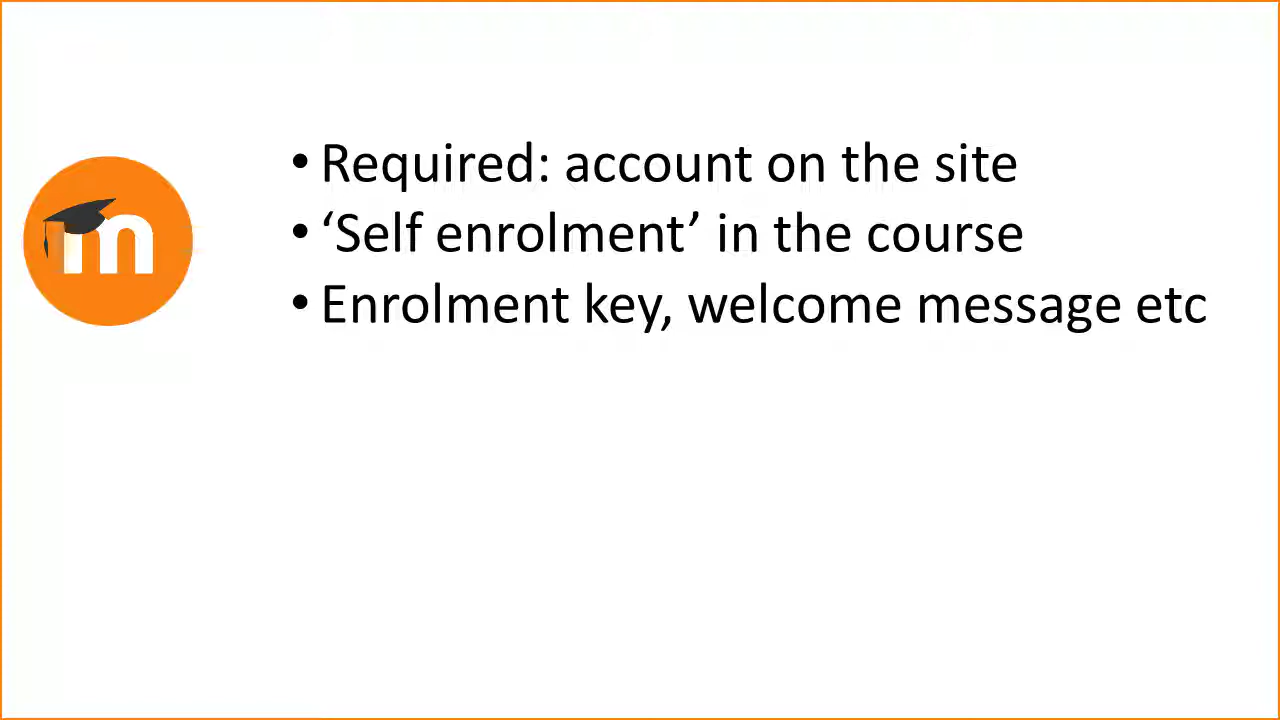 m
• Required: account on the site
• ‘Self enrolment’ in the course
• Enrolment key, welcome message etc